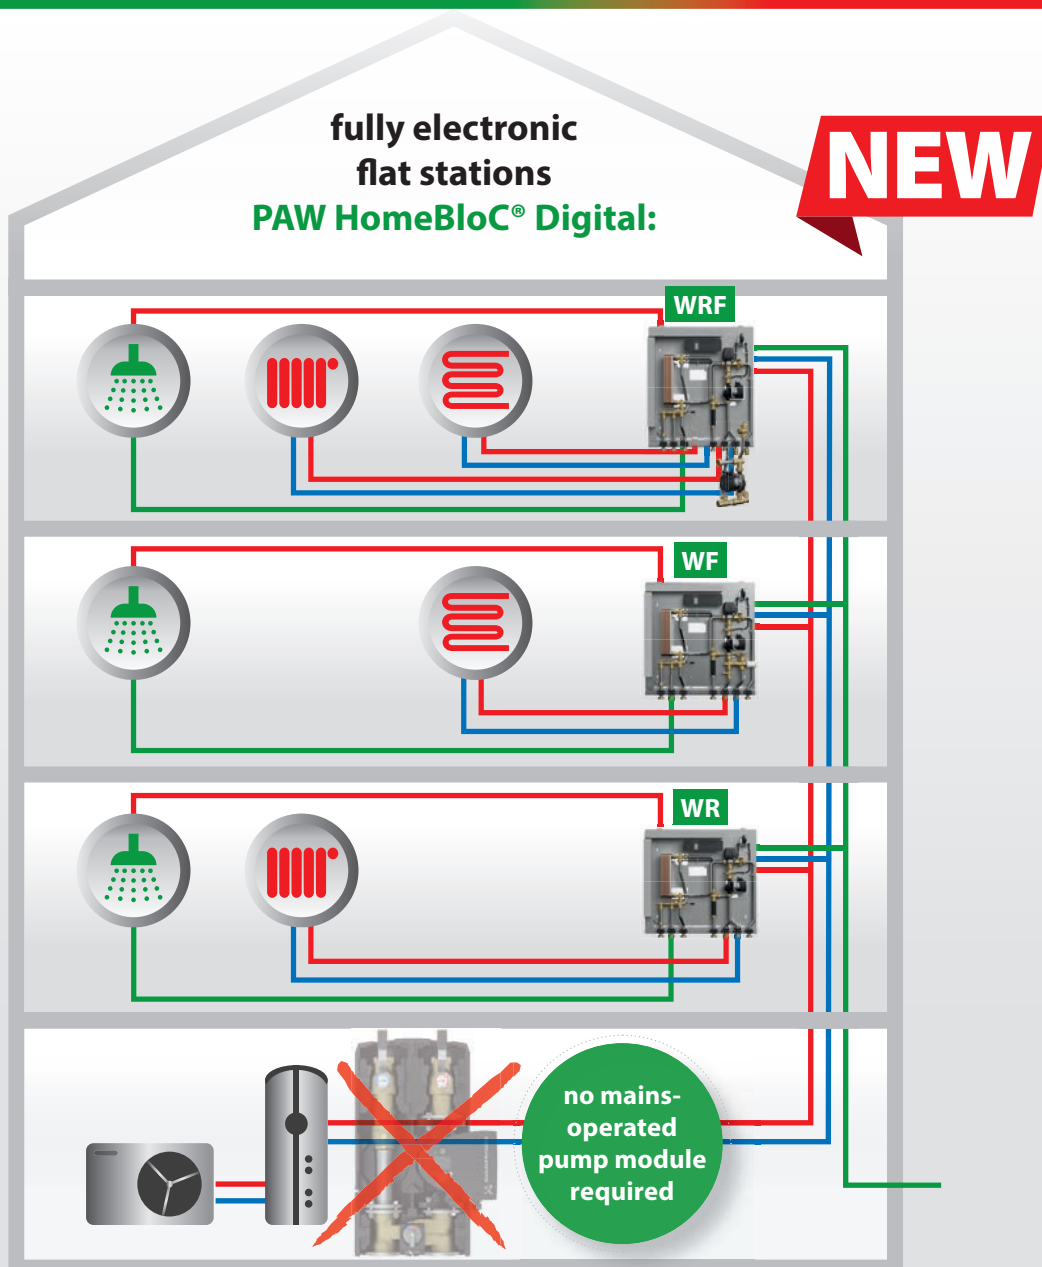 fully electronic
flat stations
PAW HomeBloC® Digital:
NEW
WRF
WF
WR
no mains-
operated
pump module
required